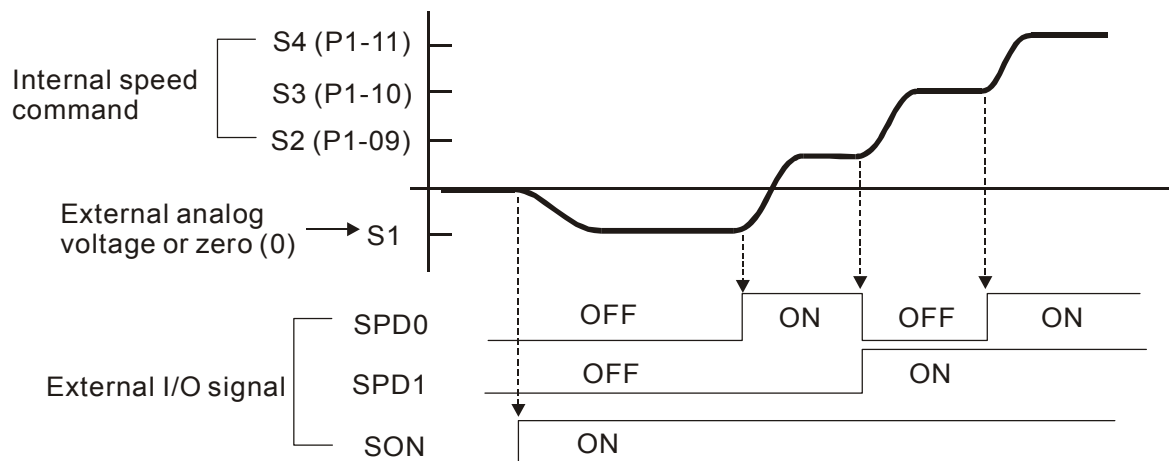 S4 (P1-11)
Internal speed
command
S3 (P1-10)
S2 (P1-09)
External analog
voltage or zero (0)
S1
SPD0
OFF
ON
OFF
ON
External I/O signal
SPD1
OFF
ON
SON
ON